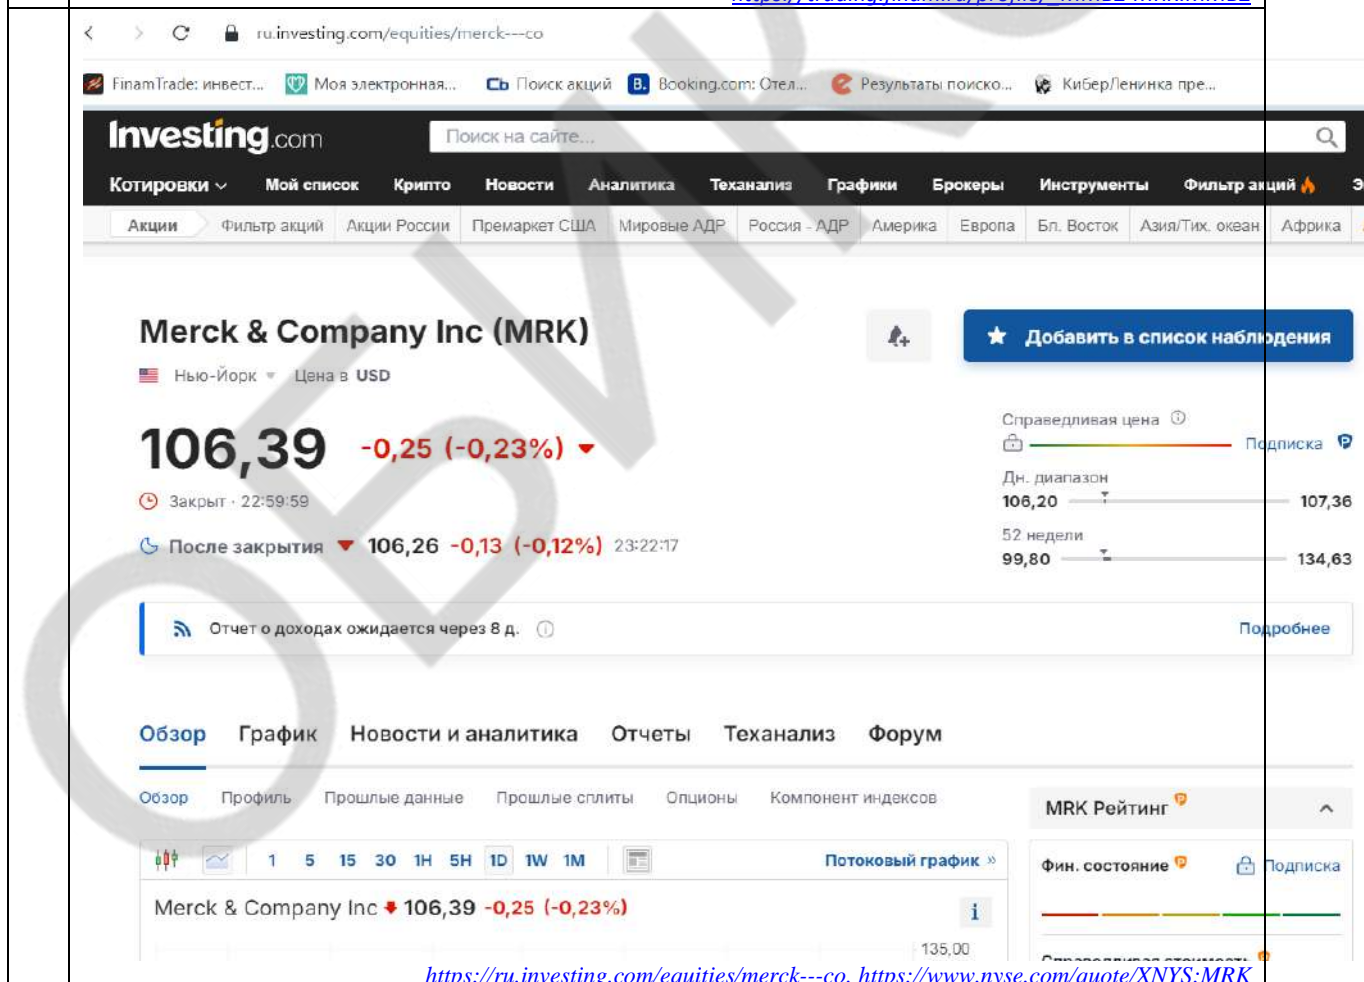 ru.investing.com/equities/merck---co
FinamTrade: инвест... Моя электронная... Поиск акций Booking.com: Отел... Результаты поиско... КиберЛенинка пре...
Investing.com Поиск на сайте...
Котировки Мой список Крипто Новости Аналитика Теханализ Графики Брокеры Инструменты Фильтр акций
Акции Фильтр акций Акции России Премаркет США Мировые АДР Россия - АДР Америка Европа Бл. Восток Азия/Тих. океан Африка
Merck & Company Inc (MRK)
Добавить в список наблюдения
Нью-Йорк Цена в USD
106,39 -0,25 (-0,23%)
Справедливая цена
Подписка
Закрыт · 22:59:59
Дн. диапазон
106,20 107,36
После закрытия 106,26 -0,13 (-0,12%) 23:22:17
52 недели
99,80 134,63
Отчет о доходах ожидается через 8 д. Подробнее
Обзор График Новости и аналитика Отчеты Теханализ Форум
Обзор Профиль Прошлые данные Прошлые сплиты Опционы Компонент индексов
MRK Рейтинг
1 5 15 30 1H 5H 1D 1W 1M Потоковый график »
Фин. состояние Подписка
Merck & Company Inc 106,39 -0,25 (-0,23%)
135,00
https://ru.investing.com/equities/merck---co, https://www.nyse.com/quote/XNYS:MRK